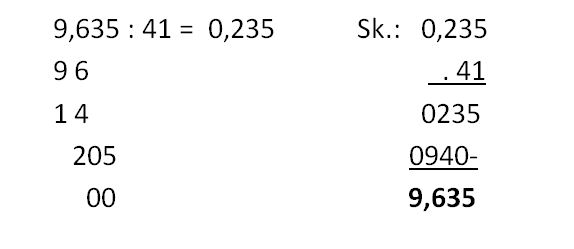 9,635 : 41 = 0,235 Sk.: 0,235
9 6 . 41
1 4 0235
205 0940-
00 9,635